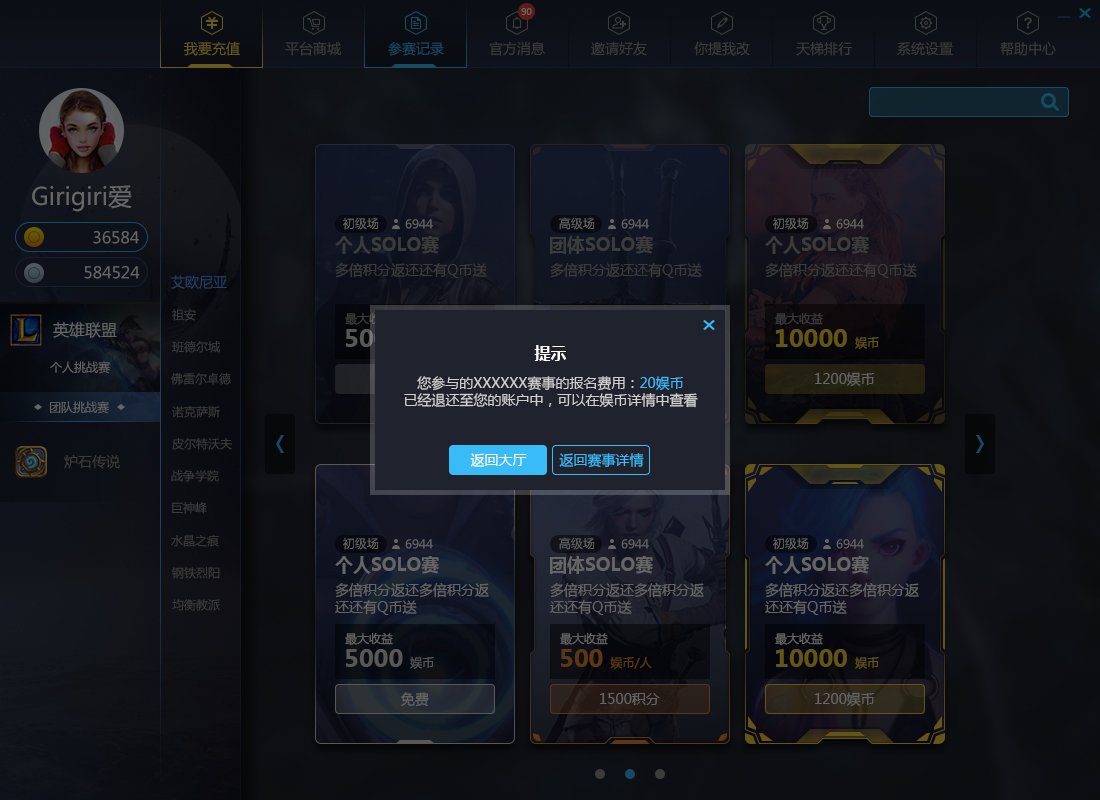 90
我要充值
平台商城
参赛记录
官方消息
邀请好友
你提我改
天梯排行
系统设置
帮助中心
Girigiri爱
36584
584524
英雄联盟
个人挑战赛
团队挑战赛
炉石传说
艾欧尼亚
祖安
班德尔城
佛雷尔卓德
诺克萨斯
皮尔特沃夫
战争学院
巨神峰
水晶之痕
钢铁烈阳
均衡教派
初级场 6944
个人SOLO赛
多倍积分返还还有Q币送
最大
50
高级场 6944
团体SOLO赛
多倍积分返还还有Q币送
初级场 6944
个人SOLO赛
多倍积分返还还有Q币送
最大收益
10000 娱币
1200娱币
提示
您参与的XXXXXX赛事的报名费用：20娱币
已经退还至您的账户中，可以在娱币详情中查看
返回大厅
返回赛事详情
初级场 6944
个人SOLO赛
多倍积分返还多倍积分返
还还有Q币送
最大收益
5000 娱币
免费
高级场 6944
团体SOLO赛
多倍积分返还多倍积分返
还还有Q币送
最大收益
500 娱币/人
1500积分
初级场 6944
个人SOLO赛
多倍积分返还多倍积分返
还还有Q币送
最大收益
10000 娱币
1200娱币